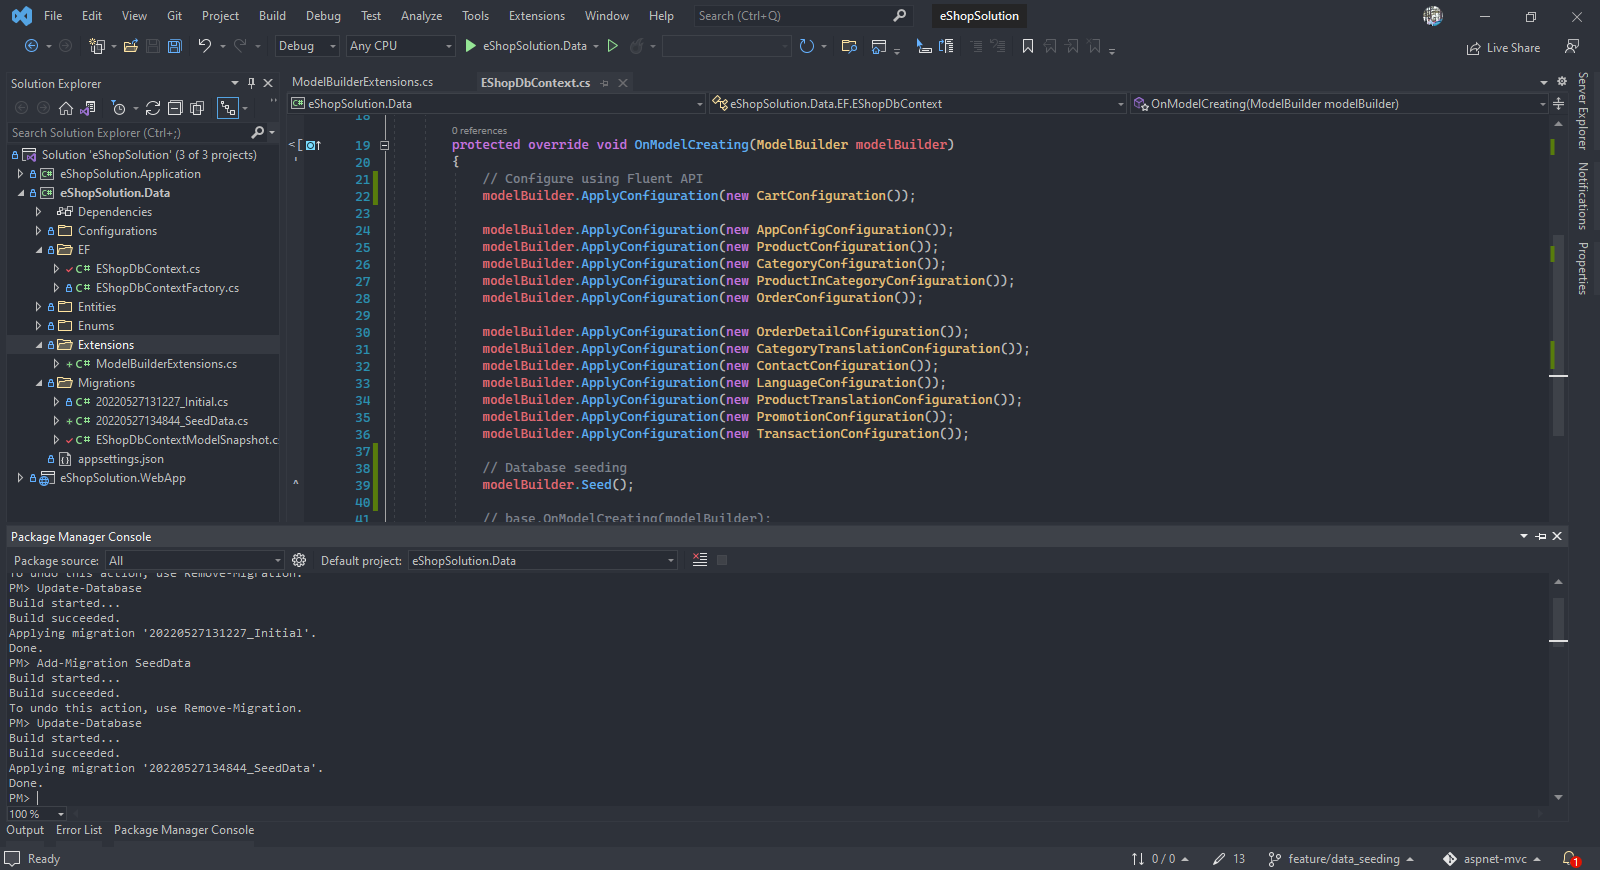 File Edit View Git Project Build Debug Test Analyze Tools Extensions Window Help Search (Ctrl+Q) eShopSolution
Debug Any CPU eShopSolution.Data Live Share
Solution Explorer
Search Solution Explorer (Ctrl+;)
Solution 'eShopSolution' (3 of 3 projects)
eShopSolution.Application
eShopSolution.Data
Dependencies
Configurations
EF
C# EShopDbContext.cs
C# EShopDbContextFactory.cs
Entities
Enums
Extensions
+ C# ModelBuilderExtensions.cs
Migrations
C# 20220527131227_Initial.cs
+ C# 20220527134844_SeedData.cs
C# EShopDbContextModelSnapshot.c
appsettings.json
eShopSolution.WebApp
ModelBuilderExtensions.cs EShopDbContext.cs
eShopSolution.Data eShopSolution.Data.EF.EShopDbContext OnModelCreating(ModelBuilder modelBuilder)
18
0 references
19 protected override void OnModelCreating(ModelBuilder modelBuilder)
20 {
21 // Configure using Fluent API
22 modelBuilder.ApplyConfiguration(new CartConfiguration());
23
24 modelBuilder.ApplyConfiguration(new AppConfigConfiguration());
25 modelBuilder.ApplyConfiguration(new ProductConfiguration());
26 modelBuilder.ApplyConfiguration(new CategoryConfiguration());
27 modelBuilder.ApplyConfiguration(new ProductInCategoryConfiguration());
28 modelBuilder.ApplyConfiguration(new OrderConfiguration());
29
30 modelBuilder.ApplyConfiguration(new OrderDetailConfiguration());
31 modelBuilder.ApplyConfiguration(new CategoryTranslationConfiguration());
32 modelBuilder.ApplyConfiguration(new ContactConfiguration());
33 modelBuilder.ApplyConfiguration(new LanguageConfiguration());
34 modelBuilder.ApplyConfiguration(new ProductTranslationConfiguration());
35 modelBuilder.ApplyConfiguration(new PromotionConfiguration());
36 modelBuilder.ApplyConfiguration(new TransactionConfiguration());
37
38 // Database seeding
39 modelBuilder.Seed();
40
41 // base.OnModelCreating(modelBuilder);
Server Explorer
Notifications
Properties
Package Manager Console
Package source: All Default project: eShopSolution.Data
To undo this action, use Remove-Migration.
PM> Update-Database
Build started...
Build succeeded.
Applying migration '20220527131227_Initial'.
Done.
PM> Add-Migration SeedData
Build started...
Build succeeded.
To undo this action, use Remove-Migration.
PM> Update-Database
Build started...
Build succeeded.
Applying migration '20220527134844_SeedData'.
Done.
PM>
100 %
Output Error List Package Manager Console
Ready 0 / 0 13 feature/data_seeding aspnet-mvc 1